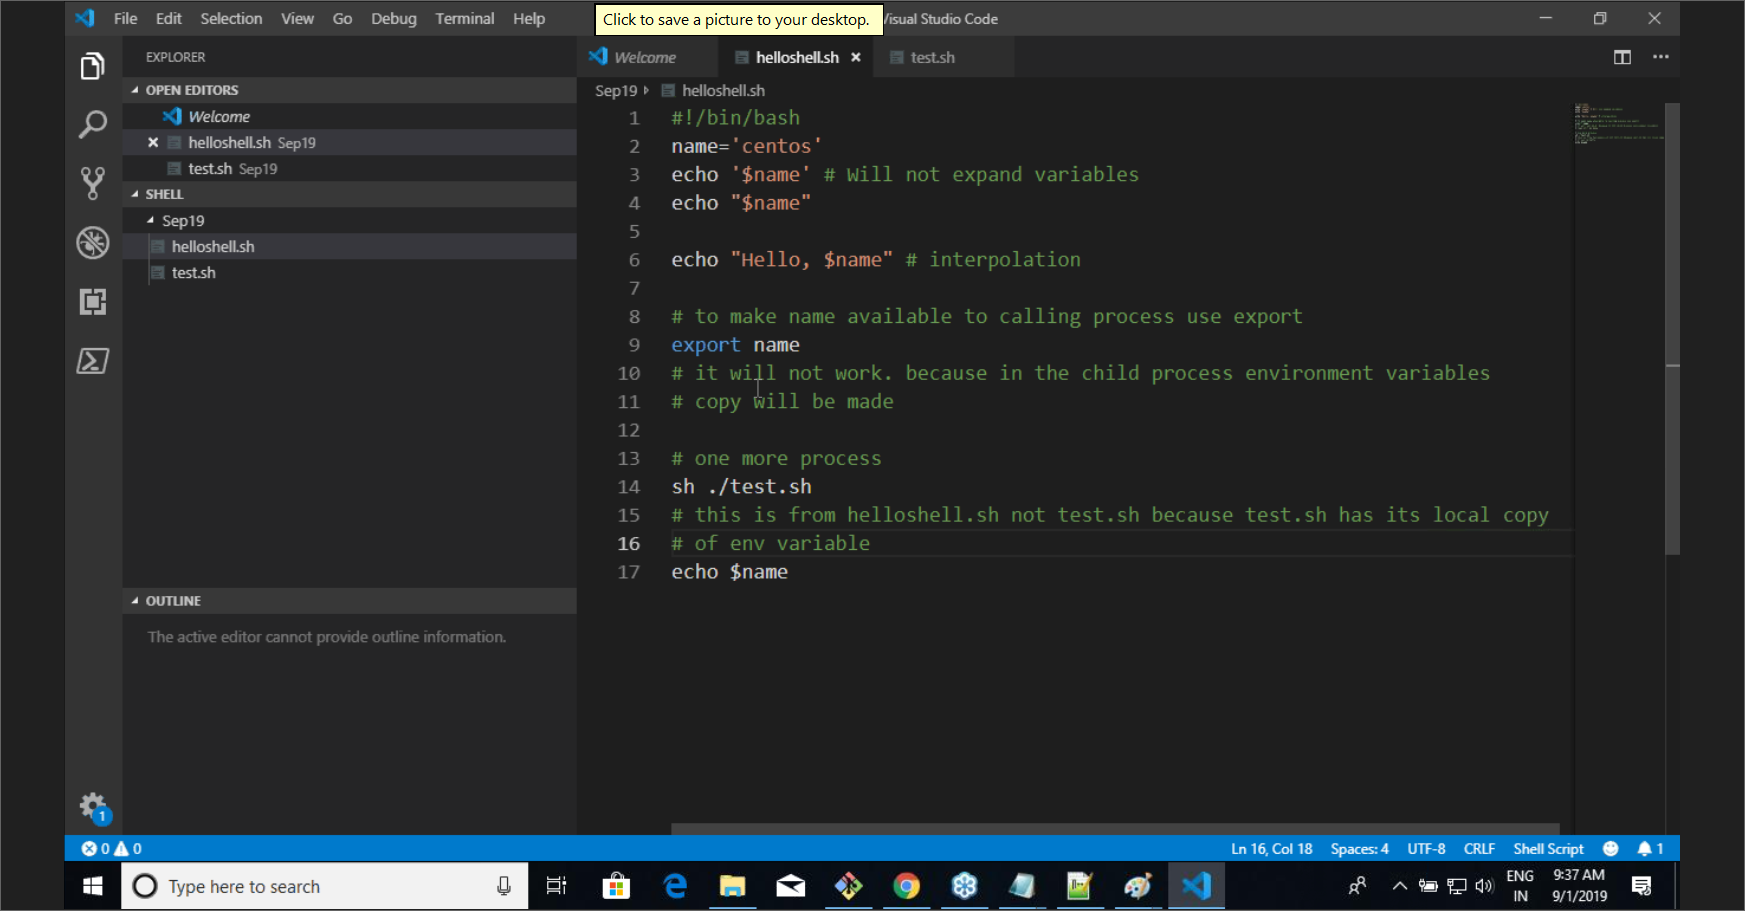 File Edit Selection View Go Debug Terminal Help
Click to save a picture to your desktop.
Visual Studio Code
EXPLORER
OPEN EDITORS
Welcome
helloshell.sh Sep19
test.sh Sep19
SHELL
Sep19
helloshell.sh
test.sh
OUTLINE
The active editor cannot provide outline information.
Welcome helloshell.sh test.sh
Sep19 helloshell.sh
1 #!/bin/bash
2 name='centos'
3 echo '$name' # Will not expand variables
4 echo "$name"
5
6 echo "Hello, $name" # interpolation
7
8 # to make name available to calling process use export
9 export name
10 # it will not work. because in the child process environment variables
11 # copy will be made
12
13 # one more process
14 sh ./test.sh
15 # this is from helloshell.sh not test.sh because test.sh has its local copy
16 # of env variable
17 echo $name
1
0 0
Ln 16, Col 18 Spaces: 4 UTF-8 CRLF Shell Script 1
Type here to search
ENG
IN
9:37 AM
9/1/2019